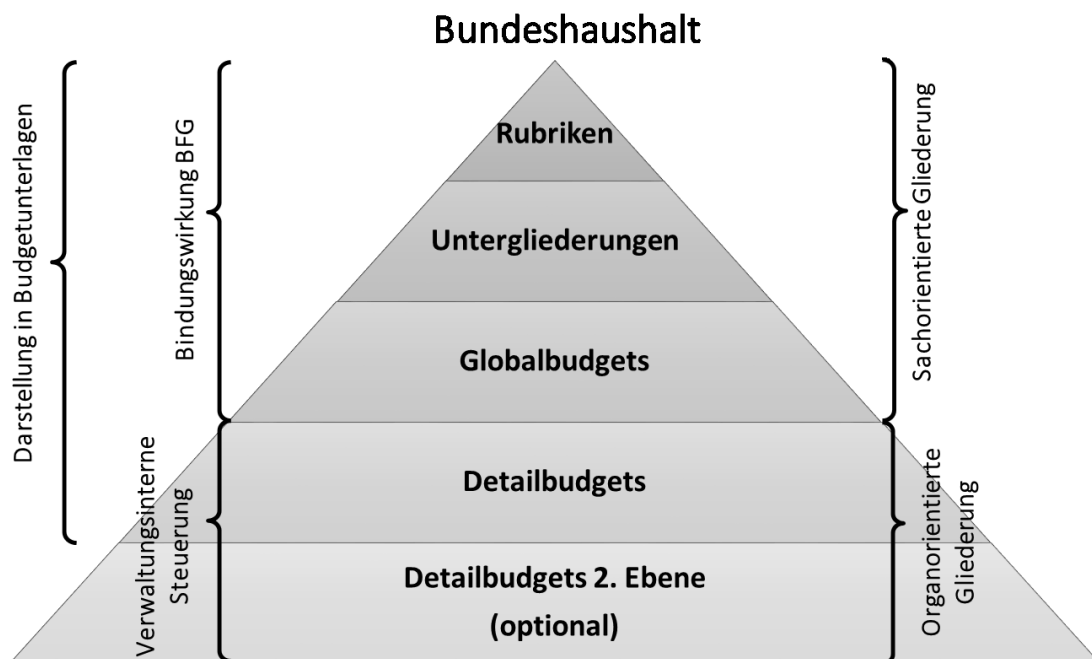 Bundeshaushalt
Darstellung in Budgetunterlagen
Bindungswirkung BFG
Verwaltungsinterne
Steuerung
Rubriken
Untergliederungen
Globalbudgets
Detailbudgets
Detailbudgets 2. Ebene
(optional)
Sachorientierte Gliederung
Organorientierte
Gliederung